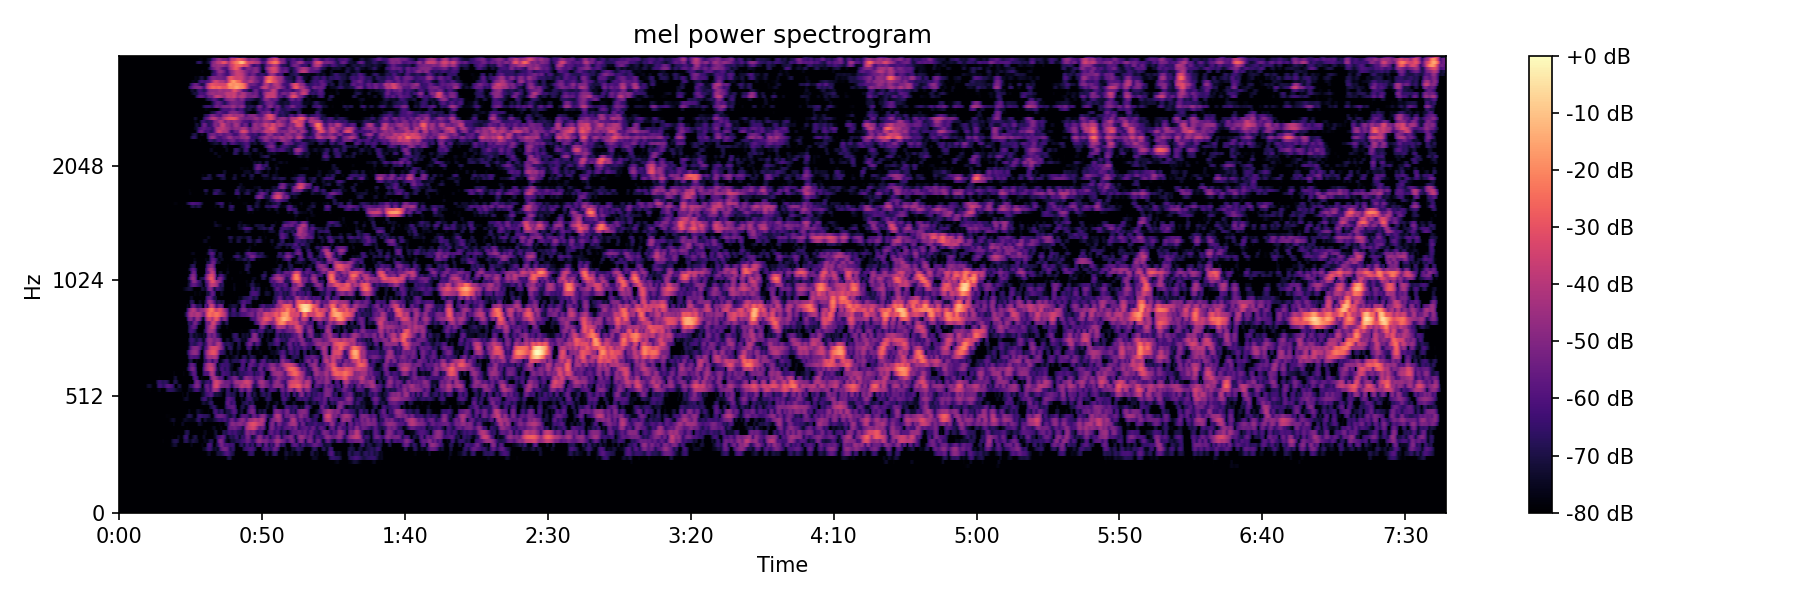 mel power spectrogram
+0 dB
-10 dB
-20 dB
-30 dB
-40 dB
-50 dB
-60 dB
-70 dB
-80 dB
Hz
2048
1024
512
0
0:00 0:50 1:40 2:30 3:20 4:10 5:00 5:50 6:40 7:30
Time